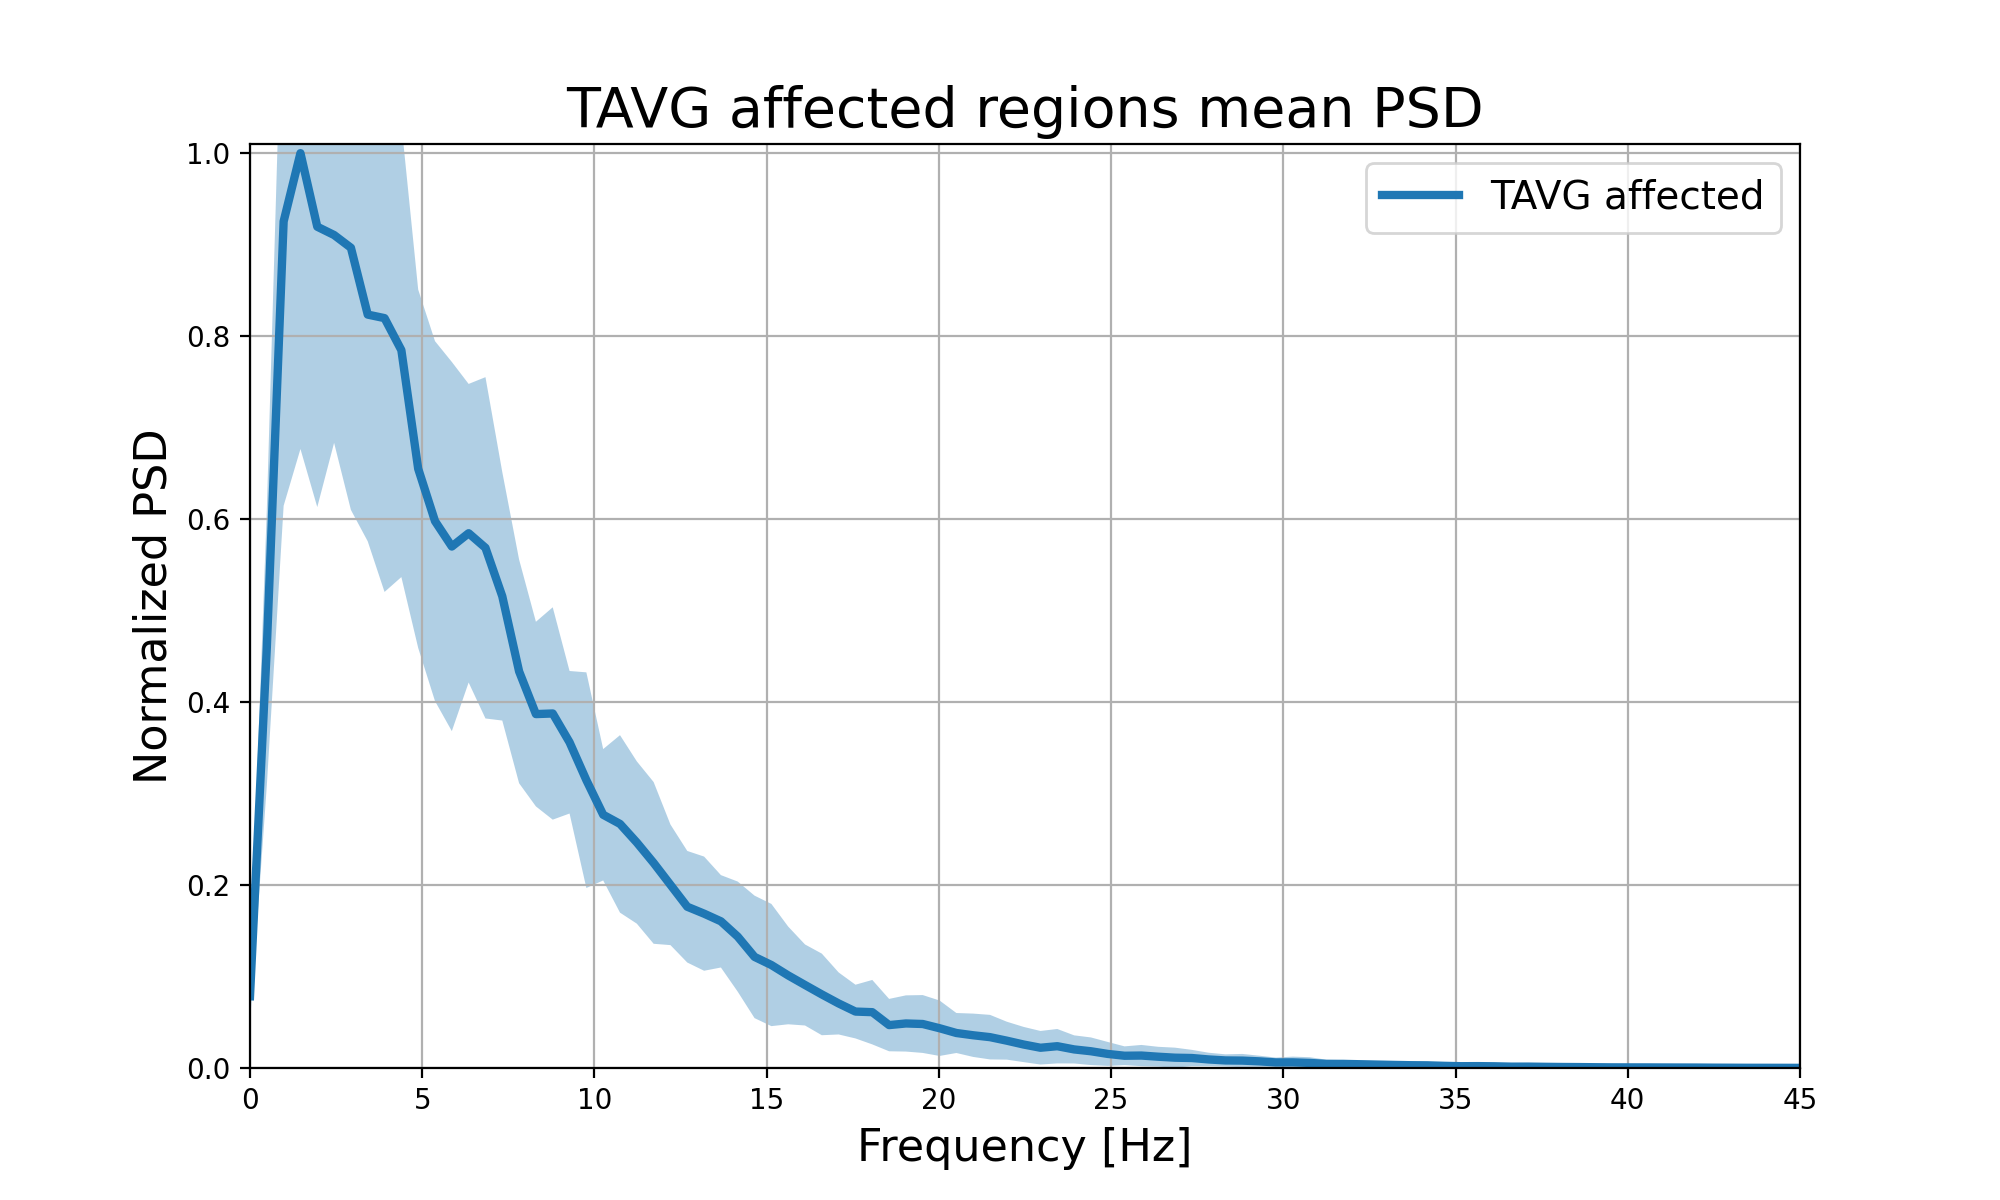 TAVG affected regions mean PSD
TAVG affected
Normalized PSD
1.0
0.8
0.6
0.4
0.2
0.0
0 5 10 15 20 25 30 35 40 45
Frequency [Hz]